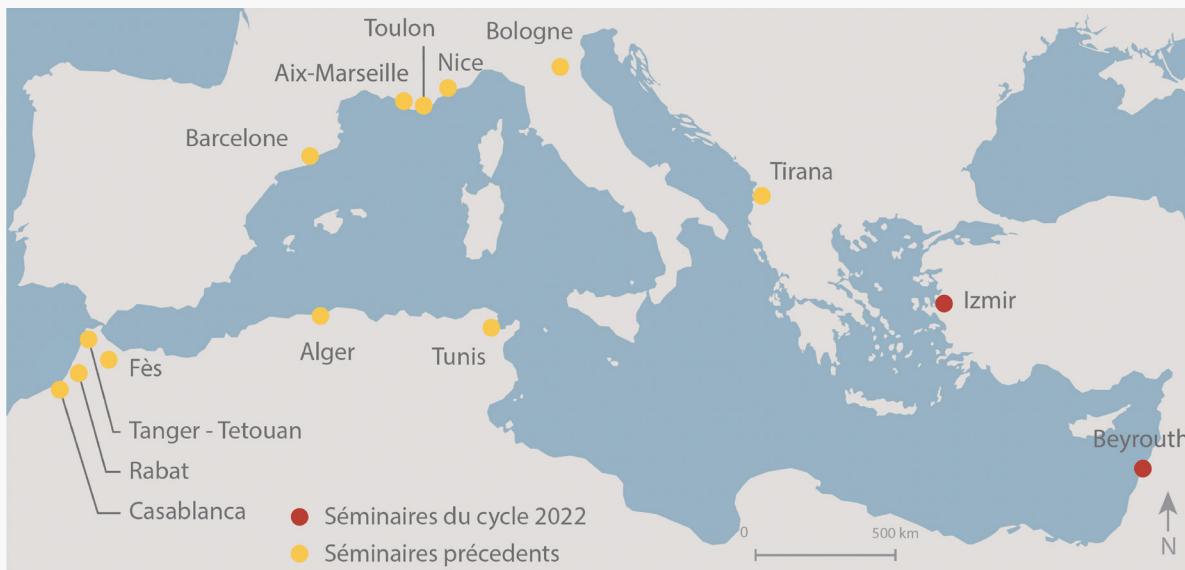 Toulon
Bologne
Aix-Marseille
Nice
Barcelone
Tirana
Izmir
Alger
Tunis
Fès
Tanger - Tetouan
Beyrouth
Rabat
Casablanca
Séminaires du cycle 2022
0
500 km
Séminaires précedents
N